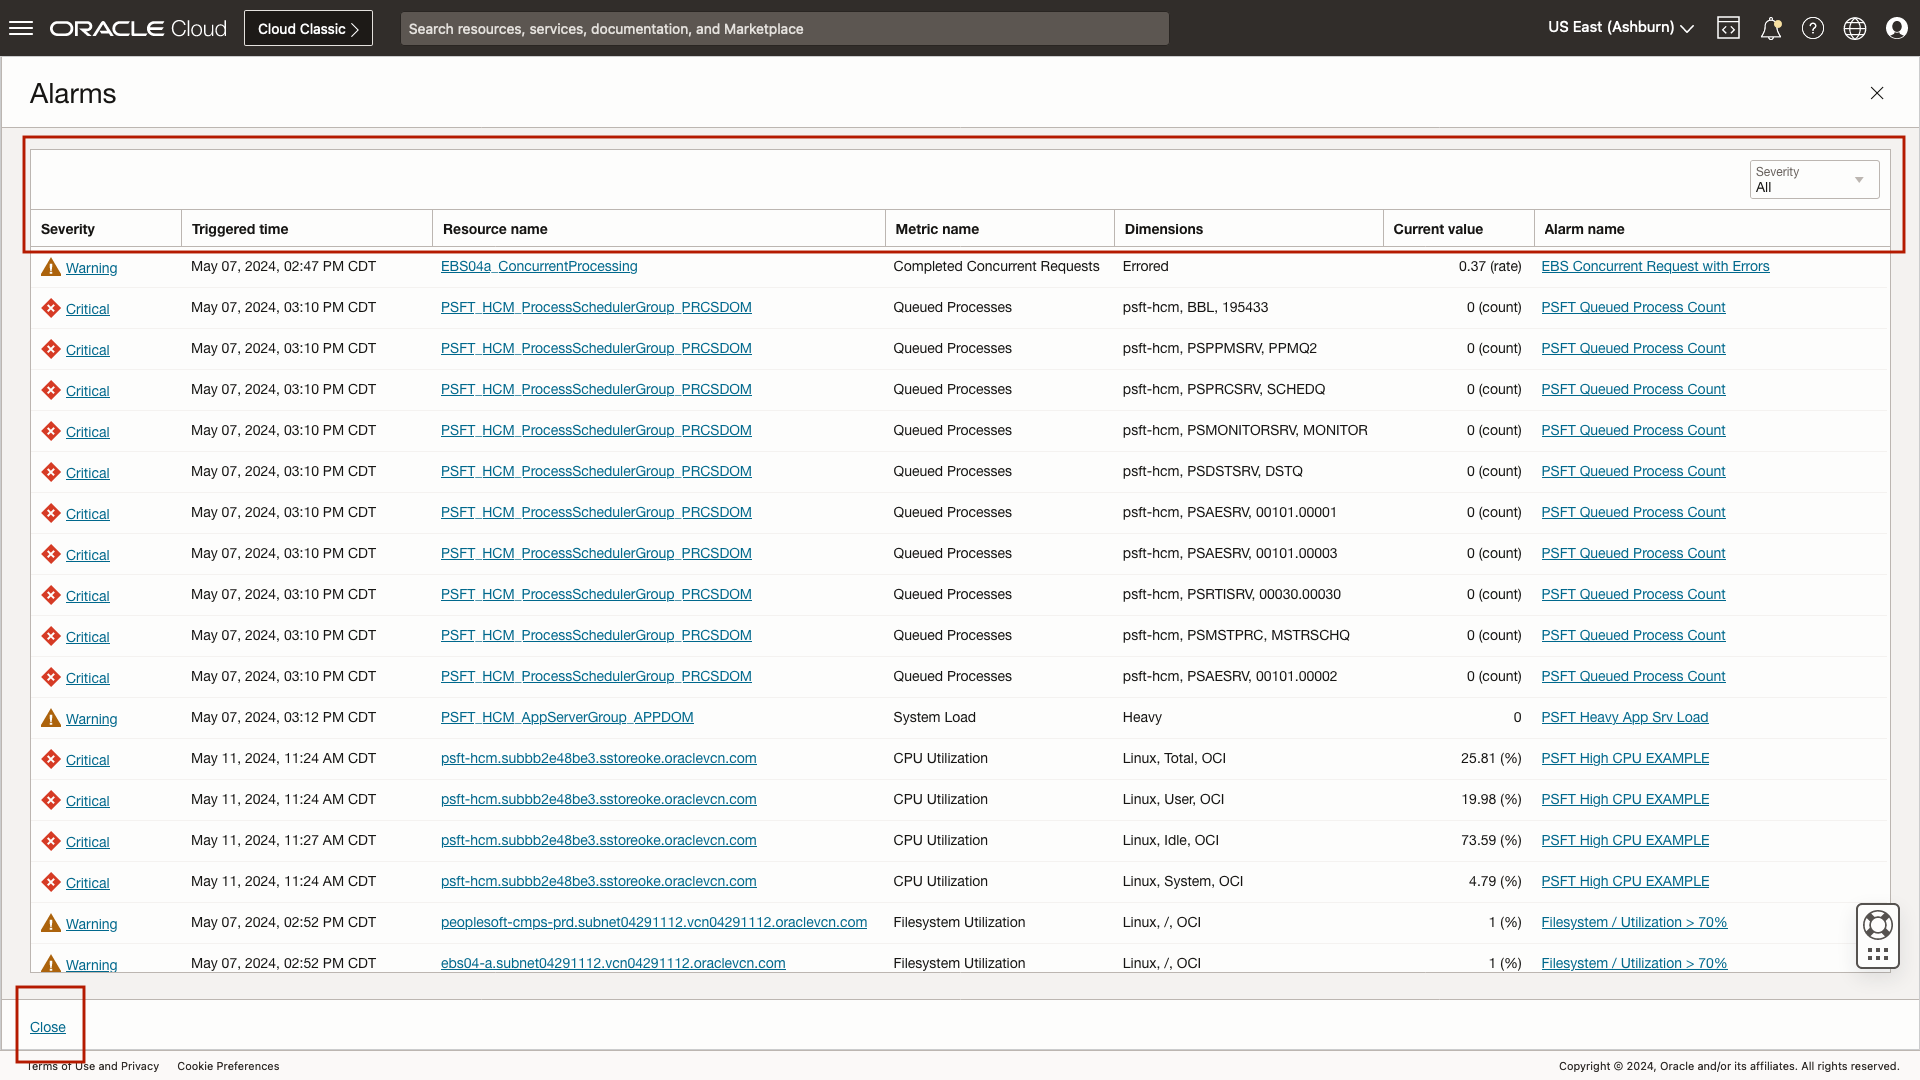 ORACLE Cloud Cloud Classic > Search resources, services, documentation, and Marketplace US East (Ashburn)
Alarms
Severity
All
Severity Triggered time Resource name Metric name Dimensions Current value Alarm name
Warning May 07, 2024, 02:47 PM CDT EBS04a_ConcurrentProcessing Completed Concurrent Requests Errored 0.37 (rate) EBS Concurrent Request with Errors
Critical May 07, 2024, 03:10 PM CDT PSFT_HCM_ProcessSchedulerGroup_PRCSDOM Queued Processes psft-hcm, BBL, 195433 0 (count) PSFT Queued Process Count
Critical May 07, 2024, 03:10 PM CDT PSFT_HCM_ProcessSchedulerGroup_PRCSDOM Queued Processes psft-hcm, PSPPMSRV, PPMQ2 0 (count) PSFT Queued Process Count
Critical May 07, 2024, 03:10 PM CDT PSFT_HCM_ProcessSchedulerGroup_PRCSDOM Queued Processes psft-hcm, PSPRCSRV, SCHEDQ 0 (count) PSFT Queued Process Count
Critical May 07, 2024, 03:10 PM CDT PSFT_HCM_ProcessSchedulerGroup_PRCSDOM Queued Processes psft-hcm, PSMONITORSRV, MONITOR 0 (count) PSFT Queued Process Count
Critical May 07, 2024, 03:10 PM CDT PSFT_HCM_ProcessSchedulerGroup_PRCSDOM Queued Processes psft-hcm, PSDSTSRV, DSTQ 0 (count) PSFT Queued Process Count
Critical May 07, 2024, 03:10 PM CDT PSFT_HCM_ProcessSchedulerGroup_PRCSDOM Queued Processes psft-hcm, PSAESRV, 00101.00001 0 (count) PSFT Queued Process Count
Critical May 07, 2024, 03:10 PM CDT PSFT_HCM_ProcessSchedulerGroup_PRCSDOM Queued Processes psft-hcm, PSAESRV, 00101.00003 0 (count) PSFT Queued Process Count
Critical May 07, 2024, 03:10 PM CDT PSFT_HCM_ProcessSchedulerGroup_PRCSDOM Queued Processes psft-hcm, PSRTISRV, 00030.00030 0 (count) PSFT Queued Process Count
Critical May 07, 2024, 03:10 PM CDT PSFT_HCM_ProcessSchedulerGroup_PRCSDOM Queued Processes psft-hcm, PSMSTPRC, MSTRSCHQ 0 (count) PSFT Queued Process Count
Critical May 07, 2024, 03:10 PM CDT PSFT_HCM_ProcessSchedulerGroup_PRCSDOM Queued Processes psft-hcm, PSAESRV, 00101.00002 0 (count) PSFT Queued Process Count
Warning May 07, 2024, 03:12 PM CDT PSFT_HCM_AppServerGroup_APPDOM System Load Heavy 0 PSFT Heavy App Srv Load
Critical May 11, 2024, 11:24 AM CDT psft-hcm.subbb2e48be3.sstoreoke.oraclevcn.com CPU Utilization Linux, Total, OCI 25.81 (%) PSFT High CPU EXAMPLE
Critical May 11, 2024, 11:24 AM CDT psft-hcm.subbb2e48be3.sstoreoke.oraclevcn.com CPU Utilization Linux, User, OCI 19.98 (%) PSFT High CPU EXAMPLE
Critical May 11, 2024, 11:27 AM CDT psft-hcm.subbb2e48be3.sstoreoke.oraclevcn.com CPU Utilization Linux, Idle, OCI 73.59 (%) PSFT High CPU EXAMPLE
Critical May 11, 2024, 11:24 AM CDT psft-hcm.subbb2e48be3.sstoreoke.oraclevcn.com CPU Utilization Linux, System, OCI 4.79 (%) PSFT High CPU EXAMPLE
Warning May 07, 2024, 02:52 PM CDT peoplesoft-cmps-prd.subnet04291112.vcn04291112.oraclevcn.com Filesystem Utilization Linux, /, OCI 1 (%) Filesystem / Utilization > 70%
Warning May 07, 2024, 02:52 PM CDT ebs04-a.subnet04291112.vcn04291112.oraclevcn.com Filesystem Utilization Linux, /, OCI 1 (%) Filesystem / Utilization > 70%
Close
Terms of Use and Privacy Cookie Preferences Copyright © 2024, Oracle and/or its affiliates. All rights reserved.